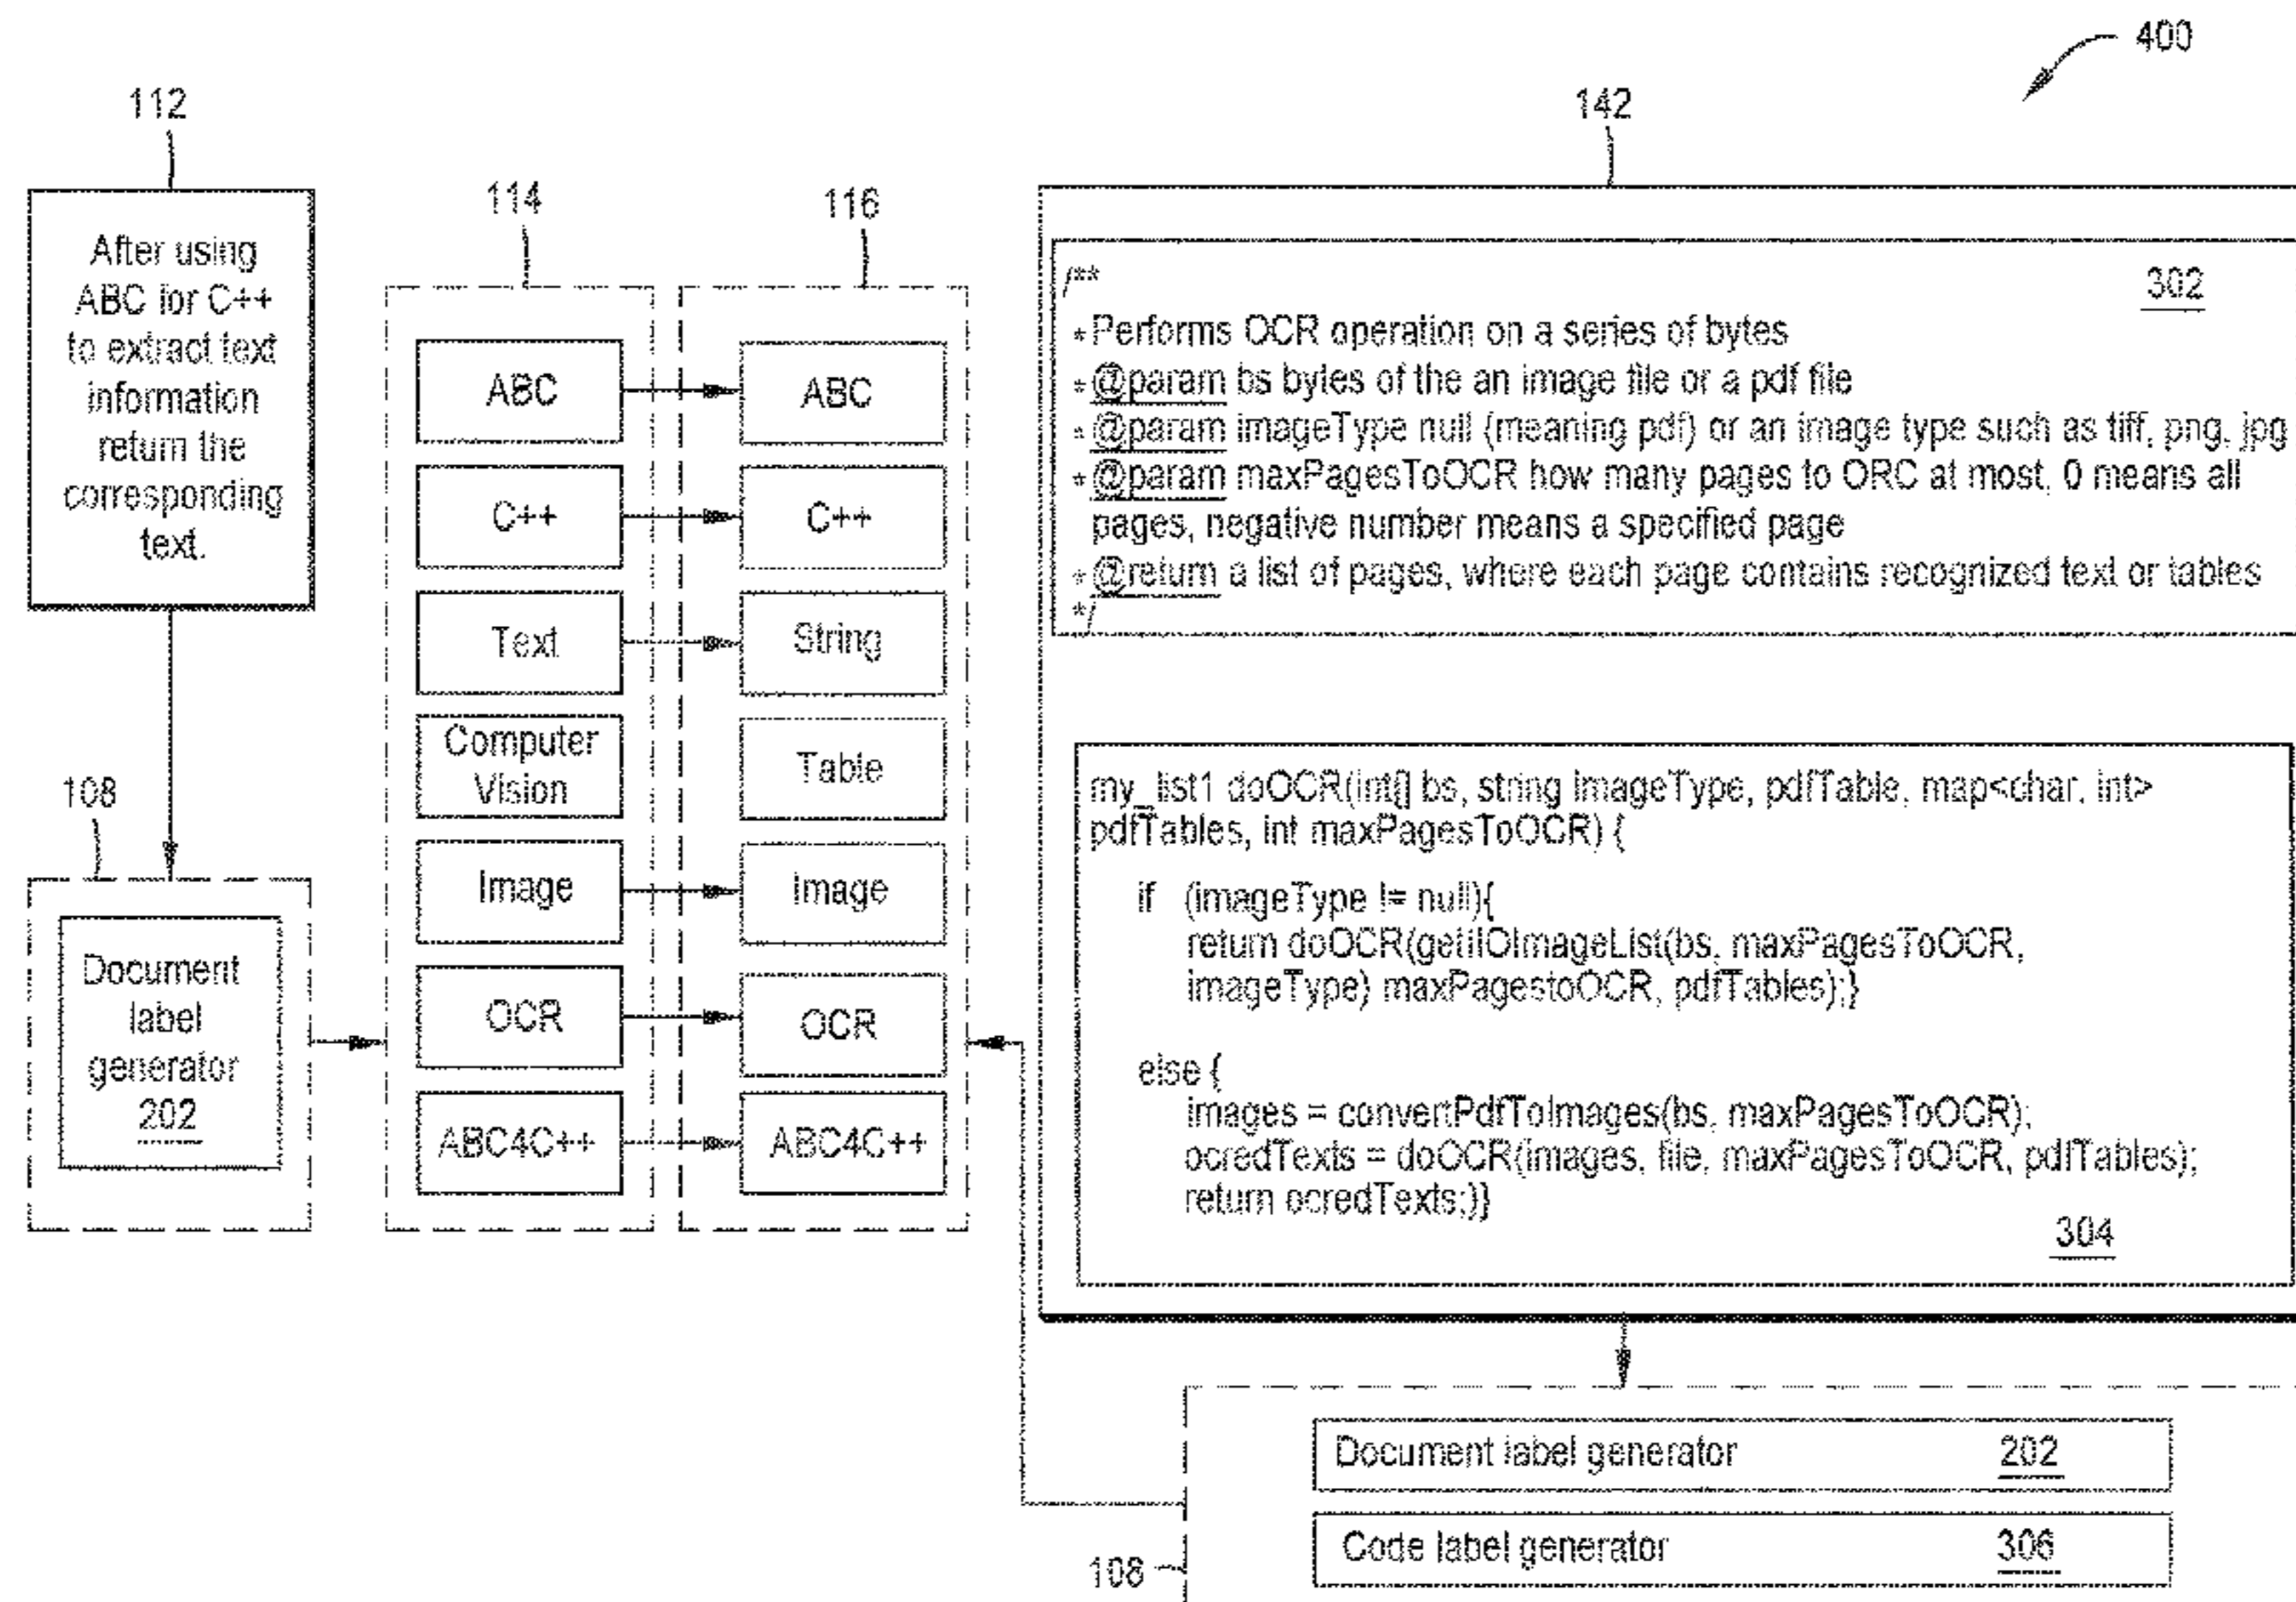 400
112
142
114
116
After using
ABC for C++
to extract text
information
return the
corresponding
text.
108
Document
label
generator
202
ABC
C++
Text
Computer
Vision
Image
OCR
ABC4C++
ABC
C++
String
Table
Image
OCR
ABC4C++
/**
302
*Performs OCR operation on a series of bytes
*@param bs bytes of the an image file or a pdf file
*@param imageType null (meaning pdf) or an image type such as tiff, png, jpg
*@param maxPagesToOCR how many pages to ORC at most, 0 means all
pages, negative number means a specified page
*@return a list of pages, where each page contains recognized text or tables
*/
my_list1 doOCR(int[] bs, string imageType, pdfTable, map<char, int>
pdfTables, int maxPagesToOCR) {
if (imageType != null){
return doOCR(getIIOImageList(bs, maxPagesToOCR,
imageType) maxPagestoOCR, pdfTables);}
else {
images = convertPdfToImages(bs, maxPagesToOCR);
ocredTexts = doOCR(images, file, maxPagesToOCR, pdfTables);
return ocredTexts;}}
304
Document label generator 202
Code label generator 306
108